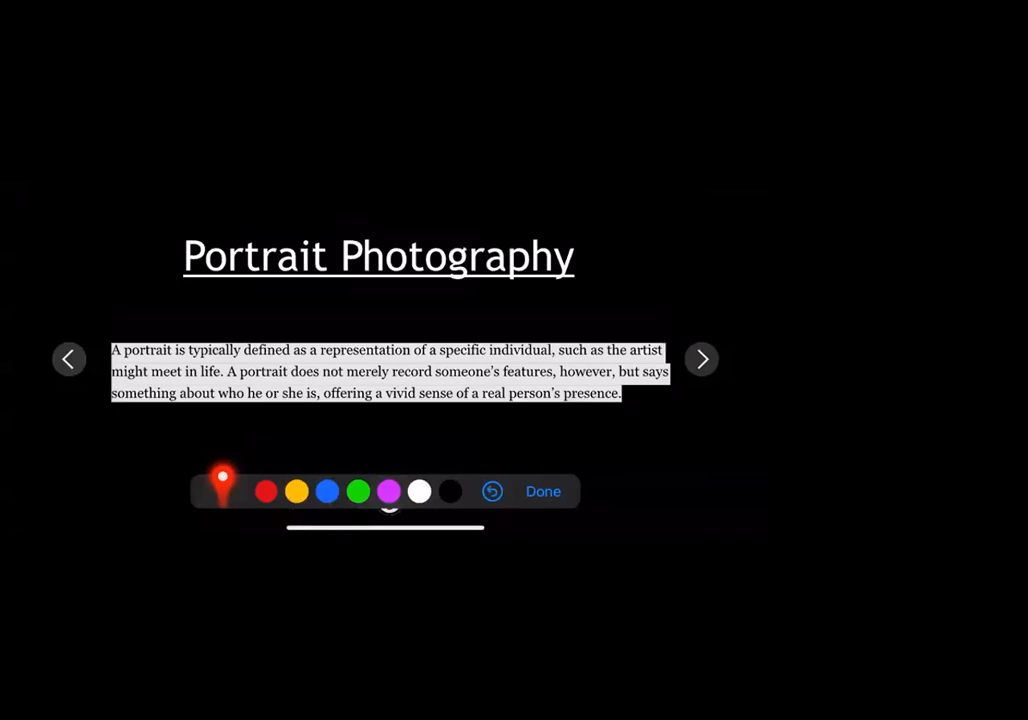 Portrait Photography
A portrait is typically defined as a representation of a specific individual, such as the artist
might meet in life. A portrait does not merely record someone’s features, however, but says
something about who he or she is, offering a vivid sense of a real person’s presence.
Done